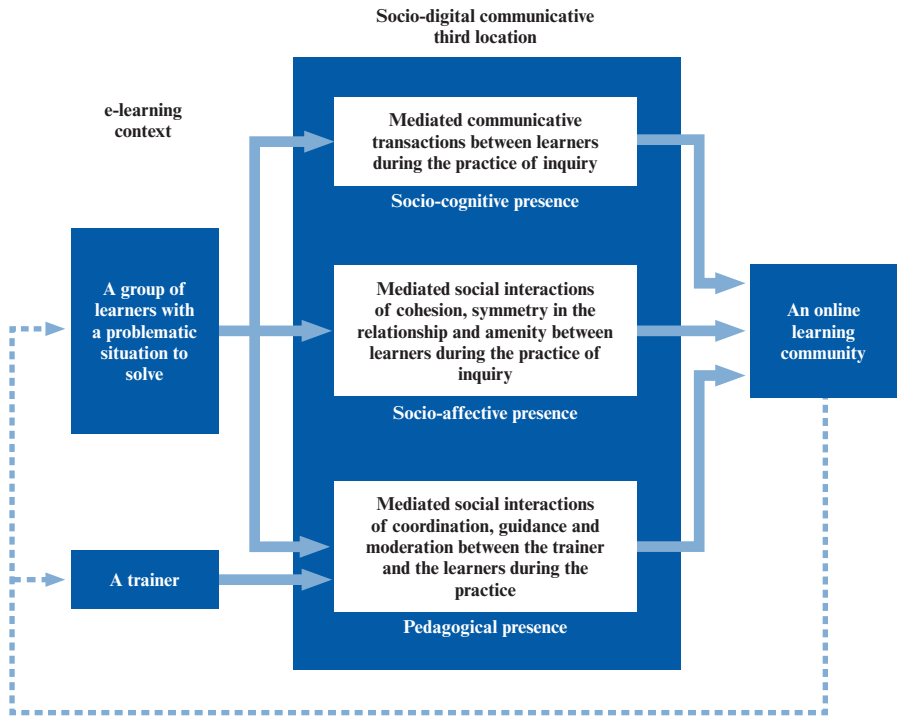 Socio-digital communicative
third location
e-learning
context
Mediated communicative
transactions between learners
during the practice of inquiry
Socio-cognitive presence
A group of
learners with
a problematic
situation to
solve
Mediated social interactions
of cohesion, symmetry in the
relationship and amenity between
learners during the practice of
inquiry
Socio-affective presence
An online
learning
community
A trainer
Mediated social interactions
of coordination, guidance and
moderation between the trainer
and the learners during the
practice
Pedagogical presence